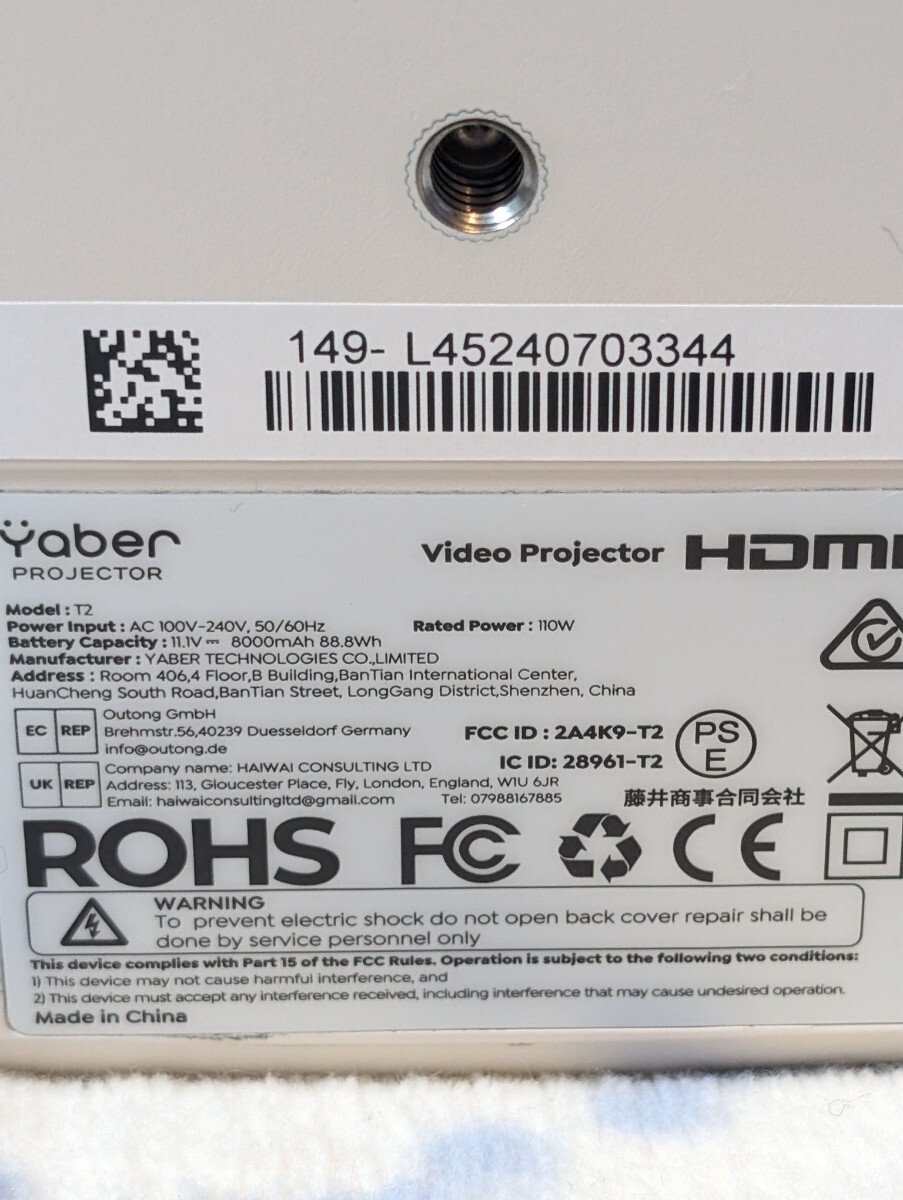 149- L45240703344
Yaber
PROJECTOR
Video Projector HDMI
Model : T2
Power Input : AC 100V-240V, 50/60Hz
Rated Power : 110W
Battery Capacity : 11.1V⎓ 8000mAh 88.8Wh
Manufacturer : YABER TECHNOLOGIES CO.,LIMITED
Address : Room 406,4 Floor,B Building,BanTian International Center,
HuanCheng South Road,BanTian Street, LongGang District,Shenzhen, China
EC REP
Outong GmbH
Brehmstr.56,40239 Duesseldorf Germany
info@outong.de
FCC ID : 2A4K9-T2
IC ID: 28961-T2
PS
E
UK REP
Company name: HAIWAI CONSULTING LTD
Address: 113, Gloucester Place, Fly, London, England, W1U 6JR
Email: haiwaiconsultingltd@gmail.com Tel: 07988167885
藤井商事合同会社
ROHS FC CE
WARNING
To prevent electric shock do not open back cover repair shall be
done by service personnel only
This device complies with Part 15 of the FCC Rules. Operation is subject to the following two conditions:
1) This device may not cause harmful interference, and
2) This device must accept any interference received, including interference that may cause undesired operation.
Made in China